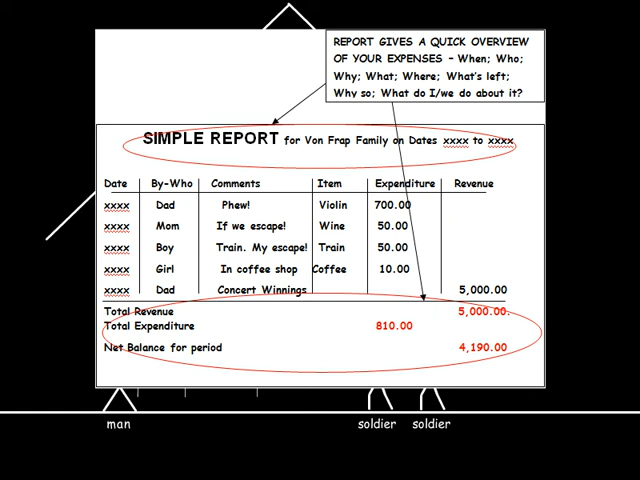 REPORT GIVES A QUICK OVERVIEW
OF YOUR EXPENSES – When; Who;
Why; What; Where; What's left;
Why so; What do I/we do about it?
SIMPLE REPORT for Von Frap Family on Dates xxxx to xxxx
Date By-Who Comments Item Expenditure Revenue
xxxx Dad Phew! Violin 700.00
xxxx Mom If we escape! Wine 50.00
xxxx Boy Train. My escape! Train 50.00
xxxx Girl In coffee shop Coffee 10.00
xxxx Dad Concert Winnings 5,000.00
Total Revenue 5,000.00.
Total Expenditure 810.00
Net Balance for period 4,190.00
man soldier soldier